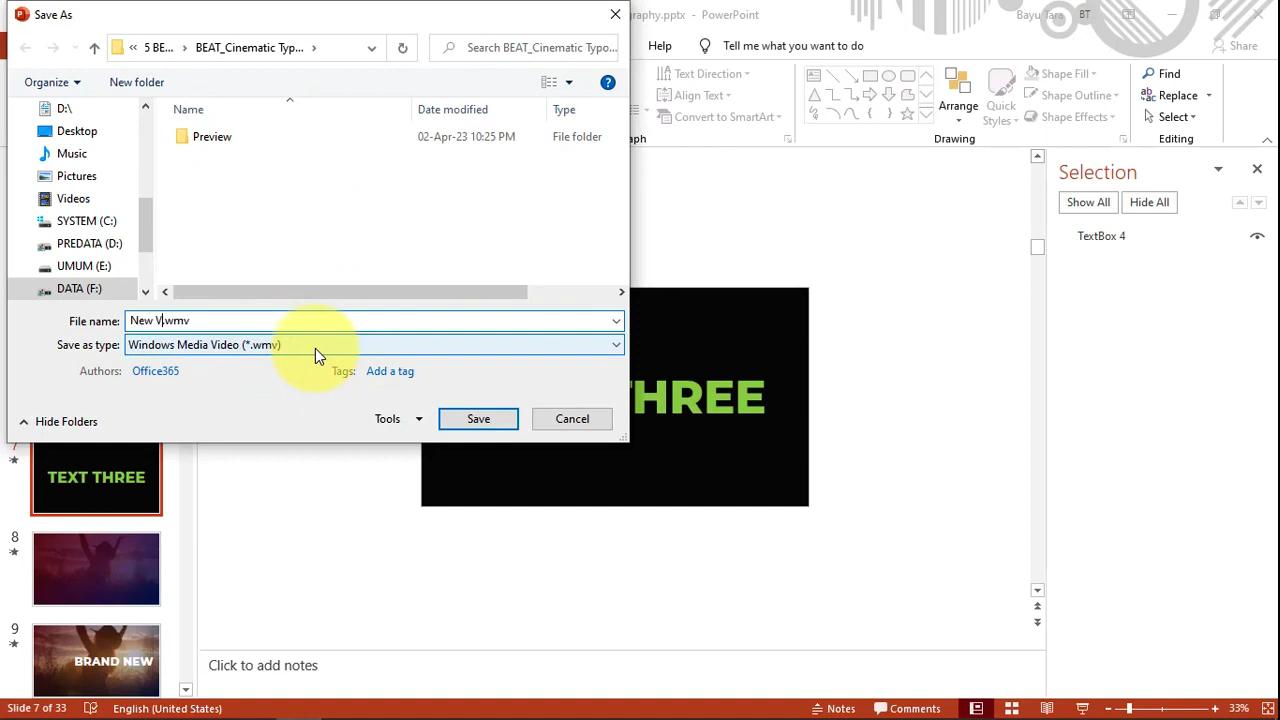 Save As
ography.pptx - PowerPoint
Bayu Tara
BT
5 BE...
BEAT_Cinematic Typ...
Search BEAT_Cinematic Typo...
Help
Tell me what you want to do
Share
Organize
New folder
Text Direction
Align Text
Convert to SmartArt
Arrange
Quick
Styles
Shape Fill
Shape Outline
Shape Effects
Find
Replace
Select
Drawing
Editing
Name
Date modified
Type
D:\
Desktop
Music
Pictures
Videos
SYSTEM (C:)
PREDATA (D:)
UMUM (E:)
DATA (F:)
Preview
02-Apr-23 10:25 PM
File folder
Selection
Show All
Hide All
TextBox 4
File name:
New V.wmv
Save as type:
Windows Media Video (*.wmv)
Authors:
Office365
Tags:
Add a tag
Hide Folders
Tools
Save
Cancel
THREE
7
TEXT THREE
8
9
BRAND NEW
Click to add notes
Slide 7 of 33
English (United States)
Notes
Comments
33%